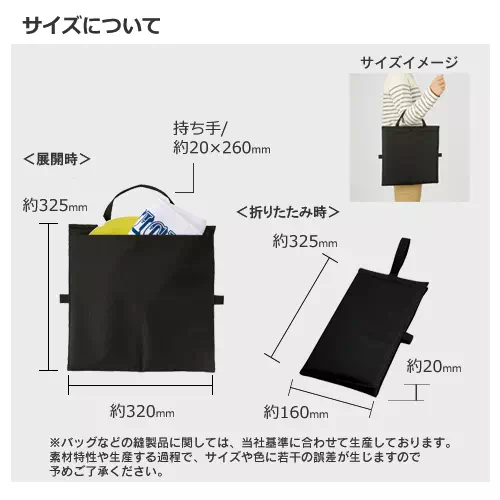 サイズについて
サイズイメージ
持ち手/
約20×260mm
＜展開時＞
約325mm
約320mm
＜折りたたみ時＞
約325mm
約20mm
約160mm
※バッグなどの縫製品に関しては、当社基準に合わせて生産しております。
素材特性や生産する過程で、サイズや色に若干の誤差が生じますので
予めご了承ください。